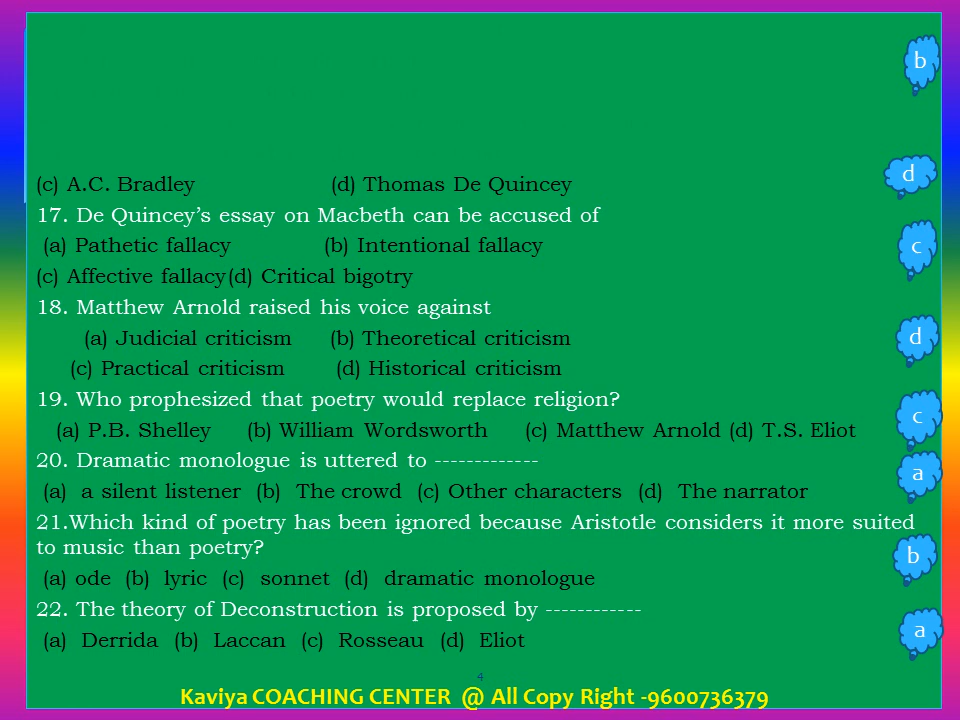 b
d
(c) A.C. Bradley (d) Thomas De Quincey
17. De Quincey’s essay on Macbeth can be accused of
(a) Pathetic fallacy (b) Intentional fallacy
c
(c) Affective fallacy(d) Critical bigotry
18. Matthew Arnold raised his voice against
(a) Judicial criticism (b) Theoretical criticism
d
(c) Practical criticism (d) Historical criticism
19. Who prophesized that poetry would replace religion?
c
(a) P.B. Shelley (b) William Wordsworth (c) Matthew Arnold (d) T.S. Eliot
20. Dramatic monologue is uttered to -------------
a
(a) a silent listener (b) The crowd (c) Other characters (d) The narrator
21.Which kind of poetry has been ignored because Aristotle considers it more suited
to music than poetry?
b
(a) ode (b) lyric (c) sonnet (d) dramatic monologue
22. The theory of Deconstruction is proposed by ------------
a
(a) Derrida (b) Laccan (c) Rosseau (d) Eliot
4
Kaviya COACHING CENTER @ All Copy Right -9600736379